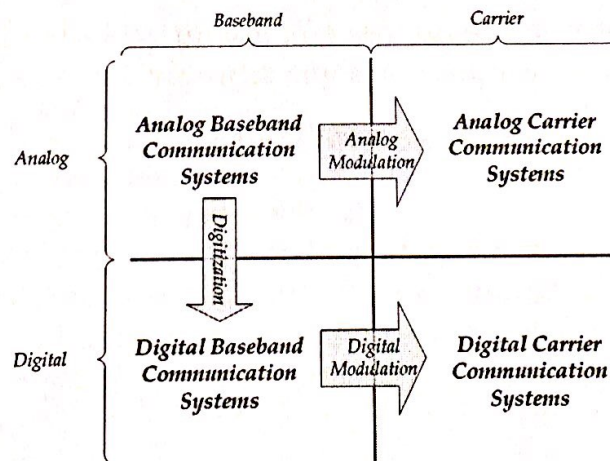 Baseband
Carrier
Analog
Analog Baseband
Communication
Systems
Analog
Modulation
Analog Carrier
Communication
Systems
Digitization
Digital
Digital Baseband
Communication
Systems
Digital
Modulation
Digital Carrier
Communication
Systems